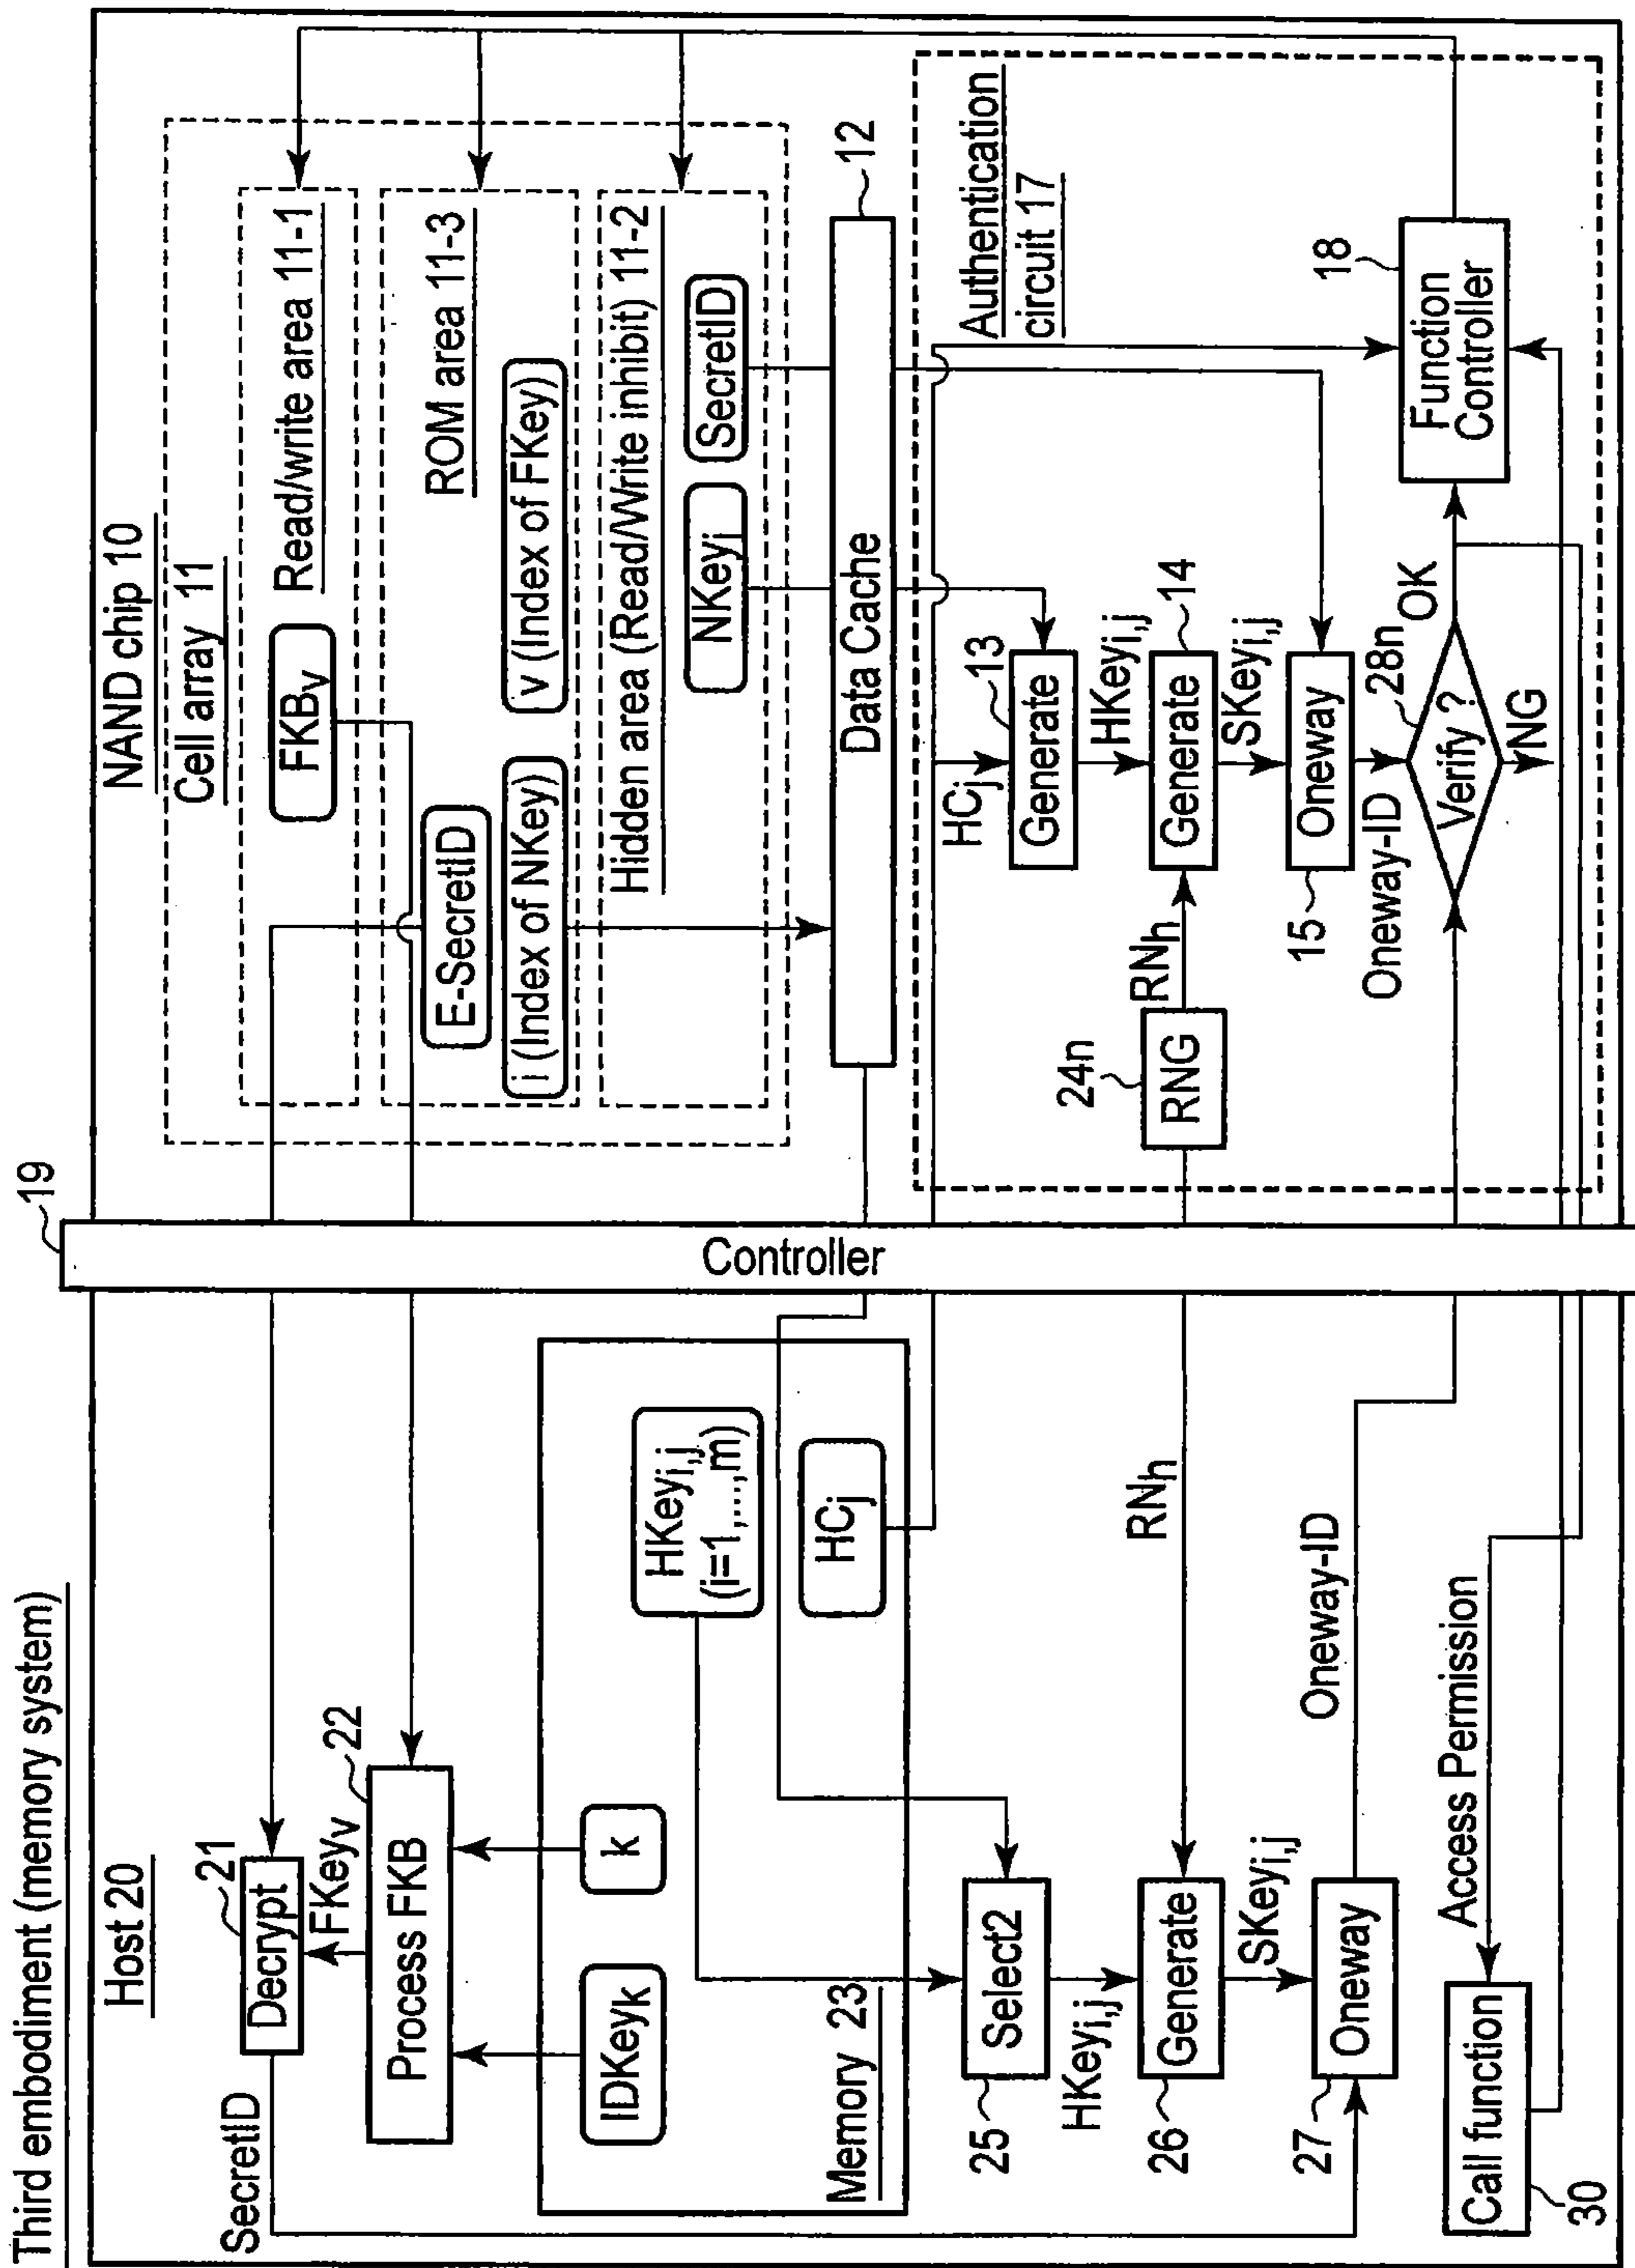 Third embodiment (memory system)
Host 20
SecretID
Decrypt
21
FKeyv
Process FKB
22
IDKeyk
k
HKeyi,j
(i=1,...,m)
HCj
Memory 23
Select2
25
HKeyi,j
Generate
26
RNh
SKeyi,j
Oneway
27
Oneway-ID
Access Permission
Call function
30
Controller
19
NAND chip 10
Cell array 11
Read/write area 11-1
FKBv
ROM area 11-3
E-SecretID
i (Index of NKey)
v (Index of FKey)
Hidden area (Read/Write inhibit) 11-2
NKeyi
SecretID
Data Cache
12
Authentication
circuit 17
HCj
Generate
13
HKeyi,j
24n
RNG
RNh
Generate
14
SKeyi,j
15
Oneway
Oneway-ID
Verify ?
28n
OK
NG
18
Function
Controller